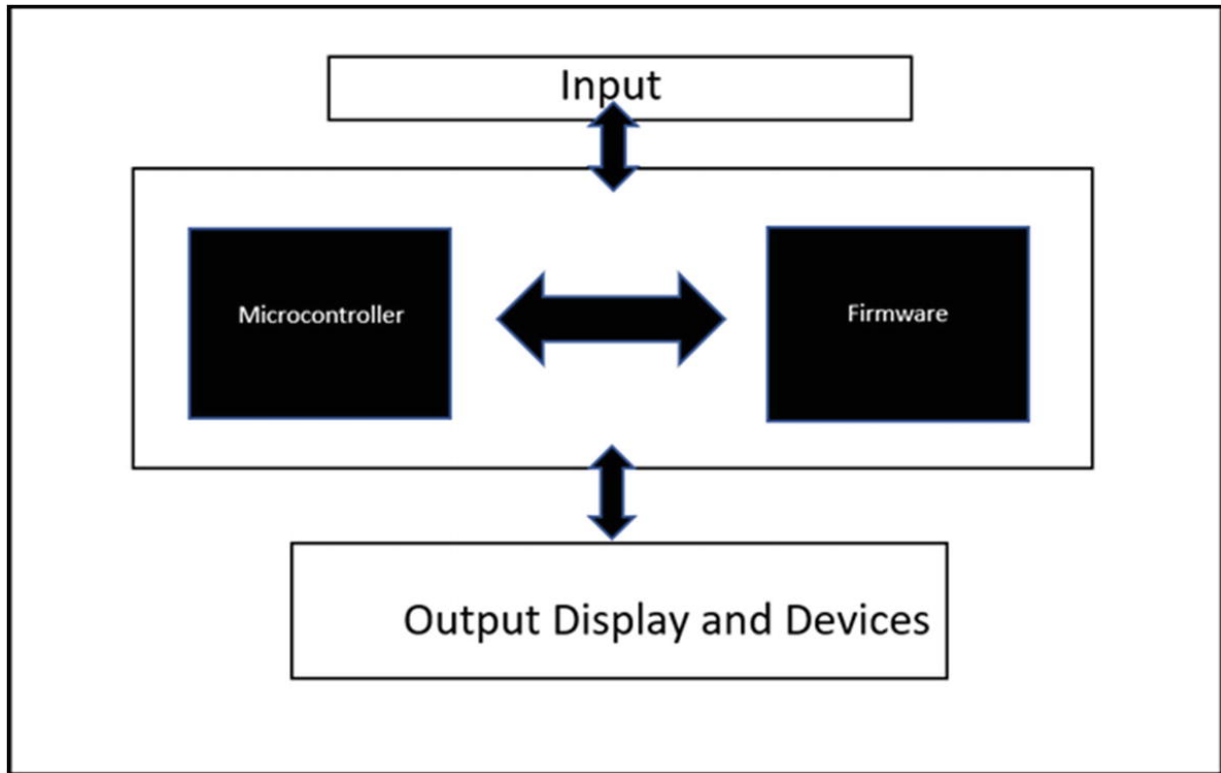 Input
Microcontroller
Firmware
Output Display and Devices